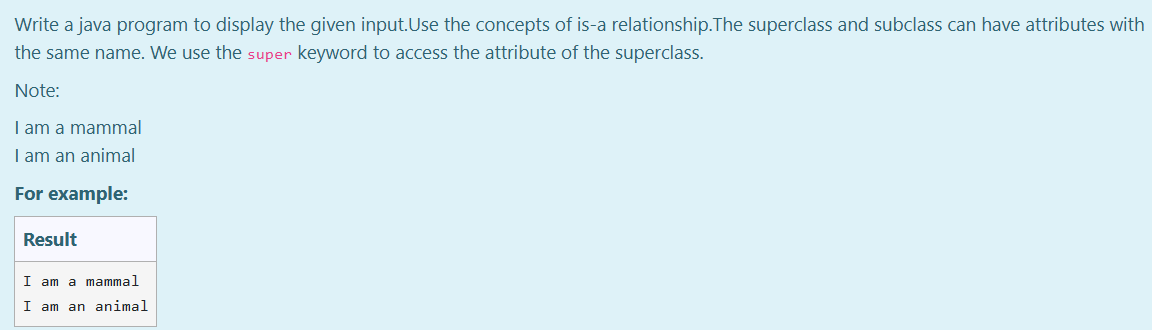 Write a java program to display the given input.Use the concepts of is-a relationship.The superclass and subclass can have attributes with
the same name. We use the super keyword to access the attribute of the superclass.
Note:
I am a mammal
I am an animal
For example:
Result
I am a mammal
I am an animal